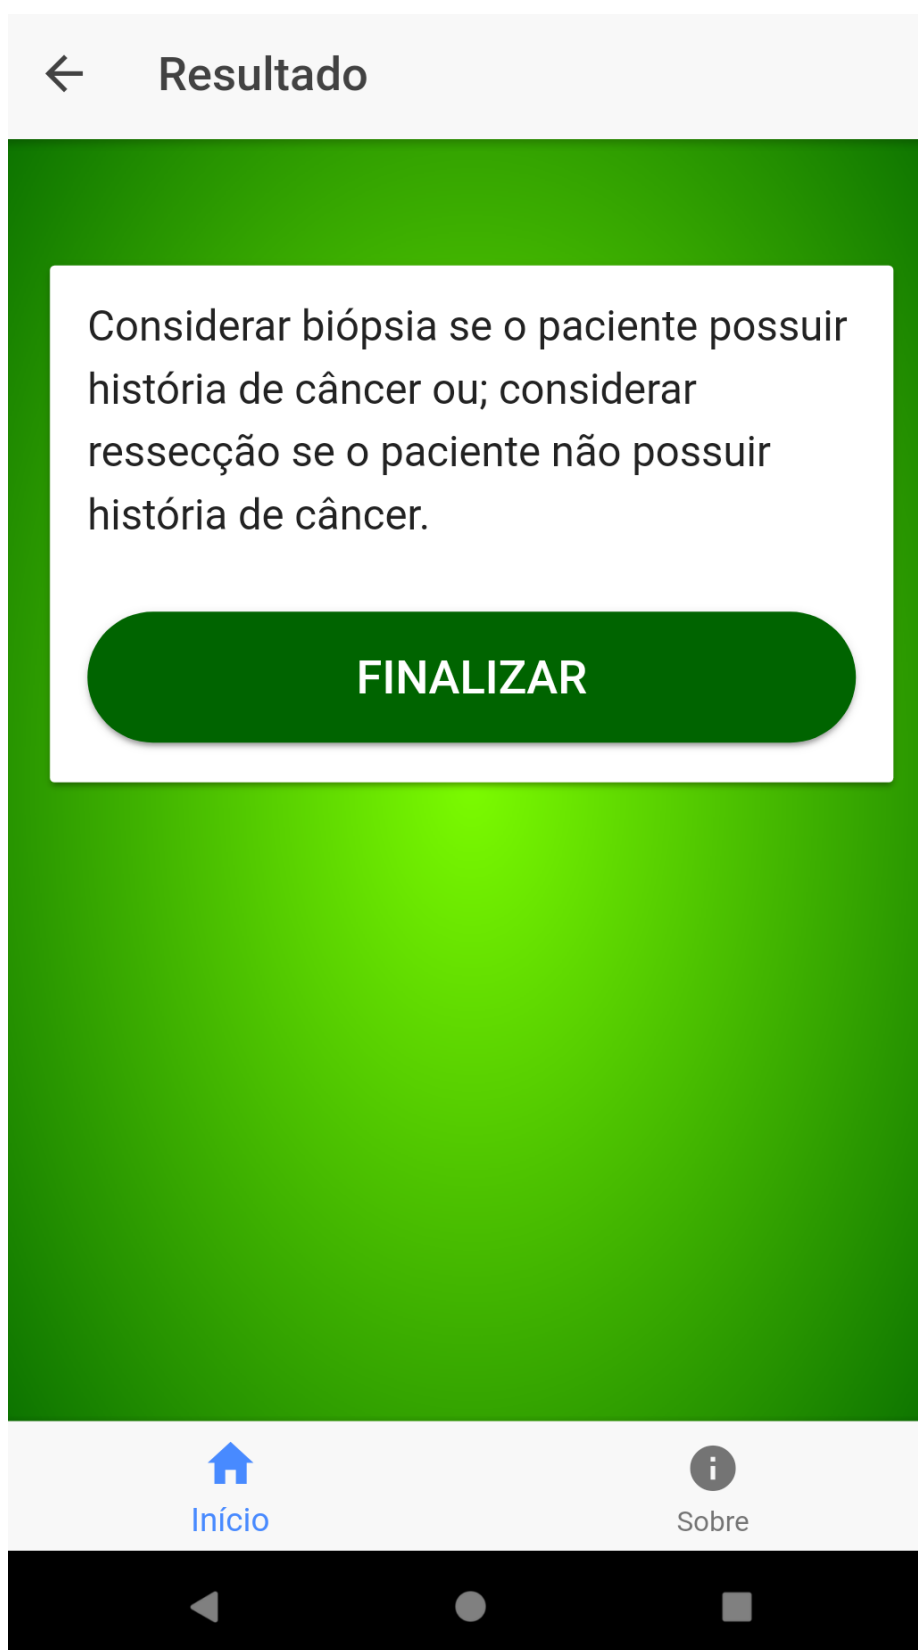 Resultado
Considerar biópsia se o paciente possuir
história de câncer ou; considerar
ressecção se o paciente não possuir
história de câncer.
FINALIZAR
Início
Sobre